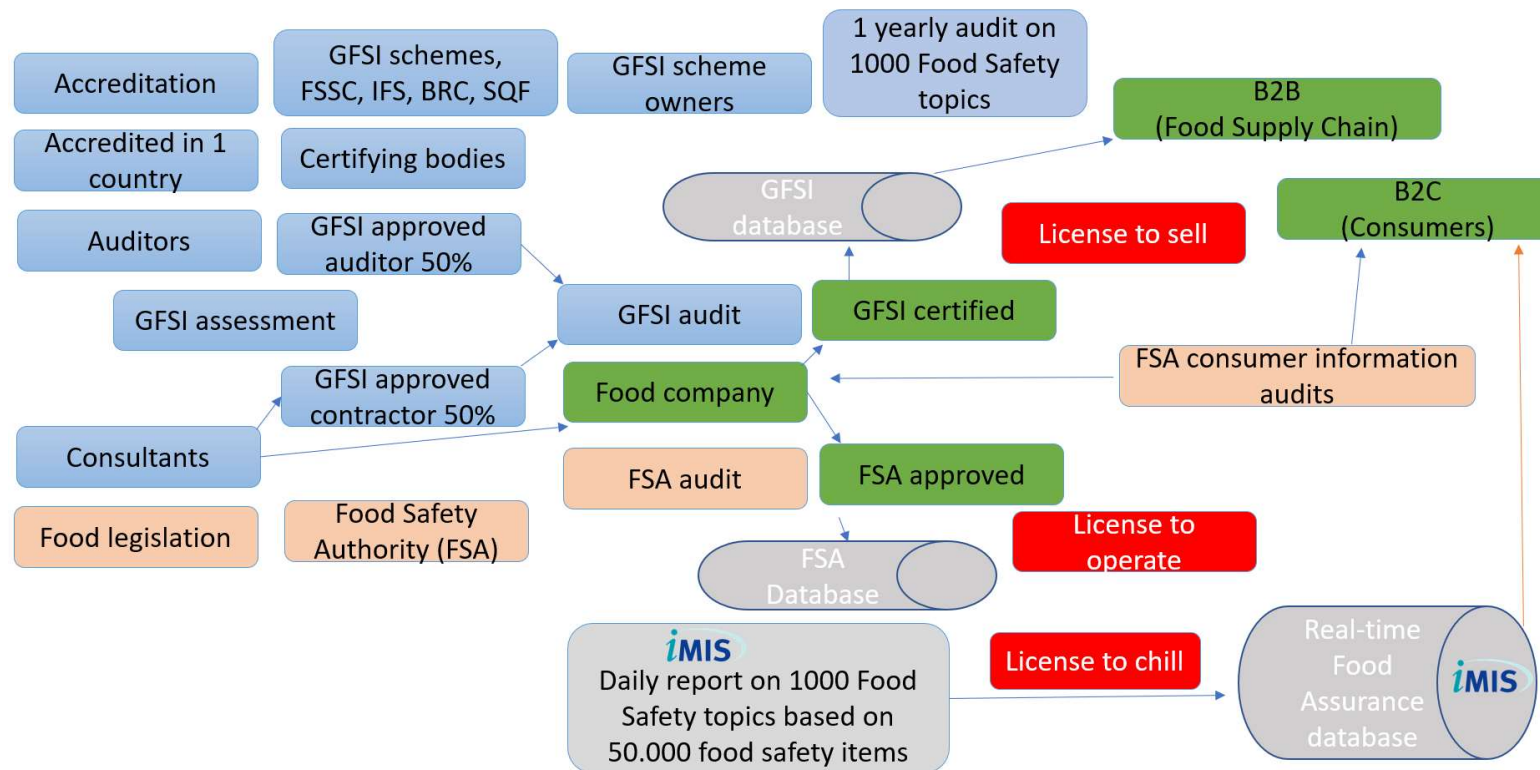 Accreditation
GFSI schemes,
FSSC, IFS, BRC, SQF
GFSI scheme
owners
1 yearly audit on
1000 Food Safety
topics
B2B
(Food Supply Chain)
Accredited in 1
country
Certifying bodies
GFSI
database
B2C
(Consumers)
Auditors
GFSI approved
auditor 50%
License to sell
GFSI assessment
GFSI audit
GFSI certified
GFSI approved
contractor 50%
Food company
FSA consumer information
audits
Consultants
FSA audit
FSA approved
Food legislation
Food Safety
Authority (FSA)
License to
operate
FSA
Database
iMIS
Daily report on 1000 Food
Safety topics based on
50.000 food safety items
License to chill
Real-time
Food
Assurance
database
iMIS